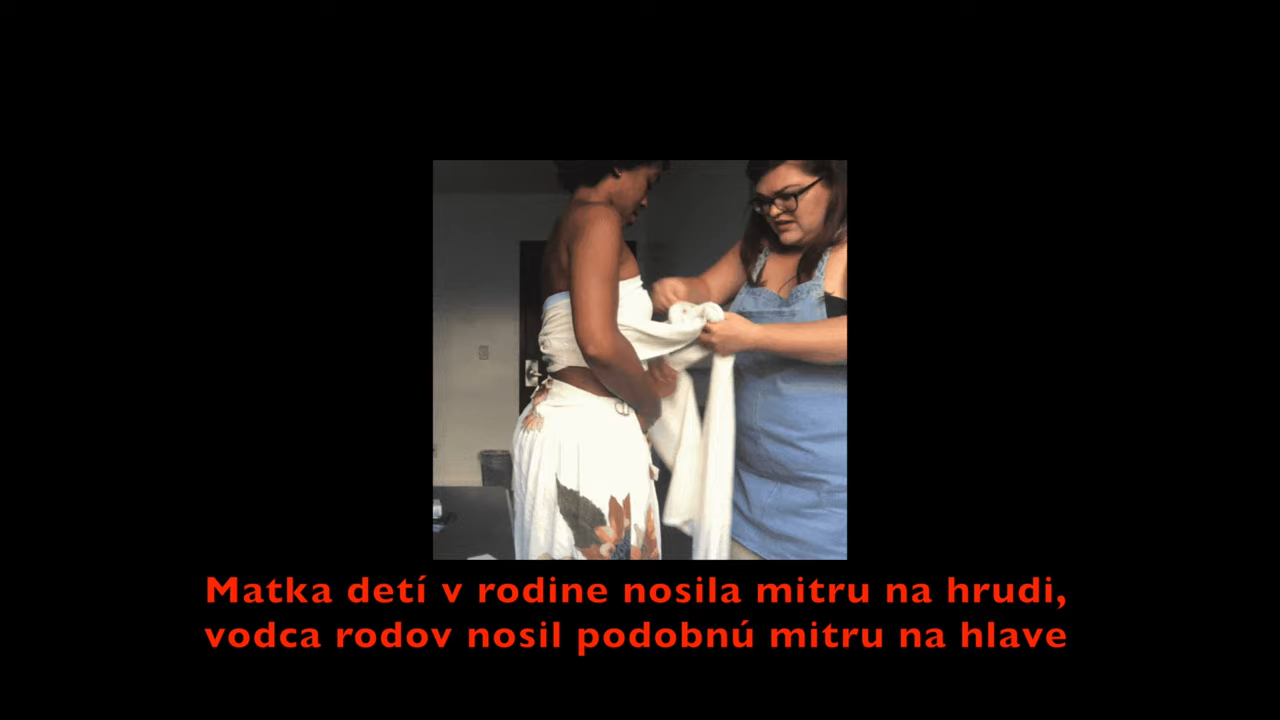 Matka detí v rodine nosila mitru na hrudi,
vodca rodov nosil podobnú mitru na hlave